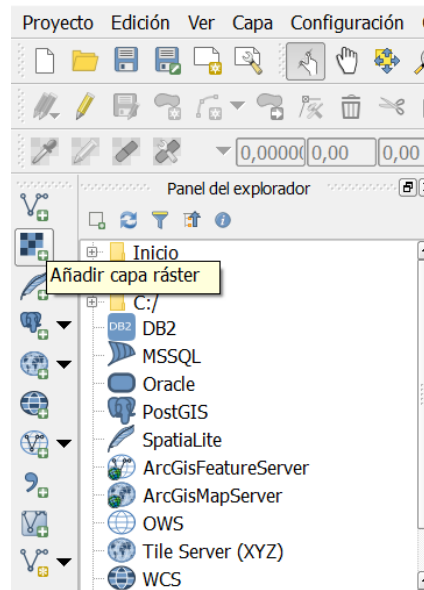 Proyecto Edición Ver Capa Configuración
0,00000 0,00 0,00
Panel del explorador
Inicio
Añadir capa ráster
C:/
DB2 DB2
MSSQL
Oracle
PostGIS
SpatiaLite
ArcGisFeatureServer
ArcGisMapServer
OWS
Tile Server (XYZ)
WCS